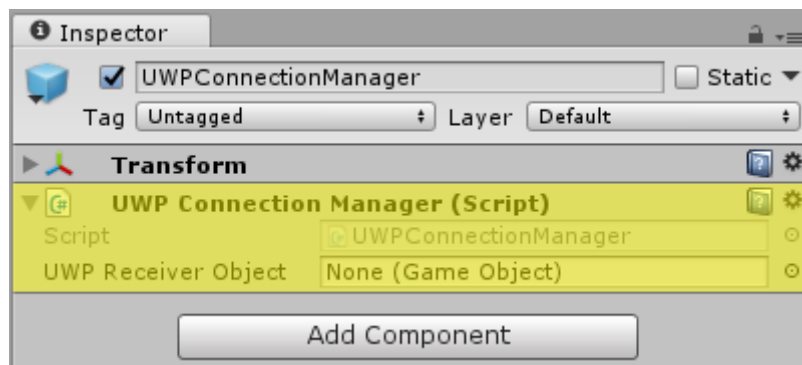 Inspector
UWPConnectionManager Static
Tag Untagged Layer Default
Transform
UWP Connection Manager (Script)
Script UWPConnectionManager
UWP Receiver Object None (Game Object)
Add Component